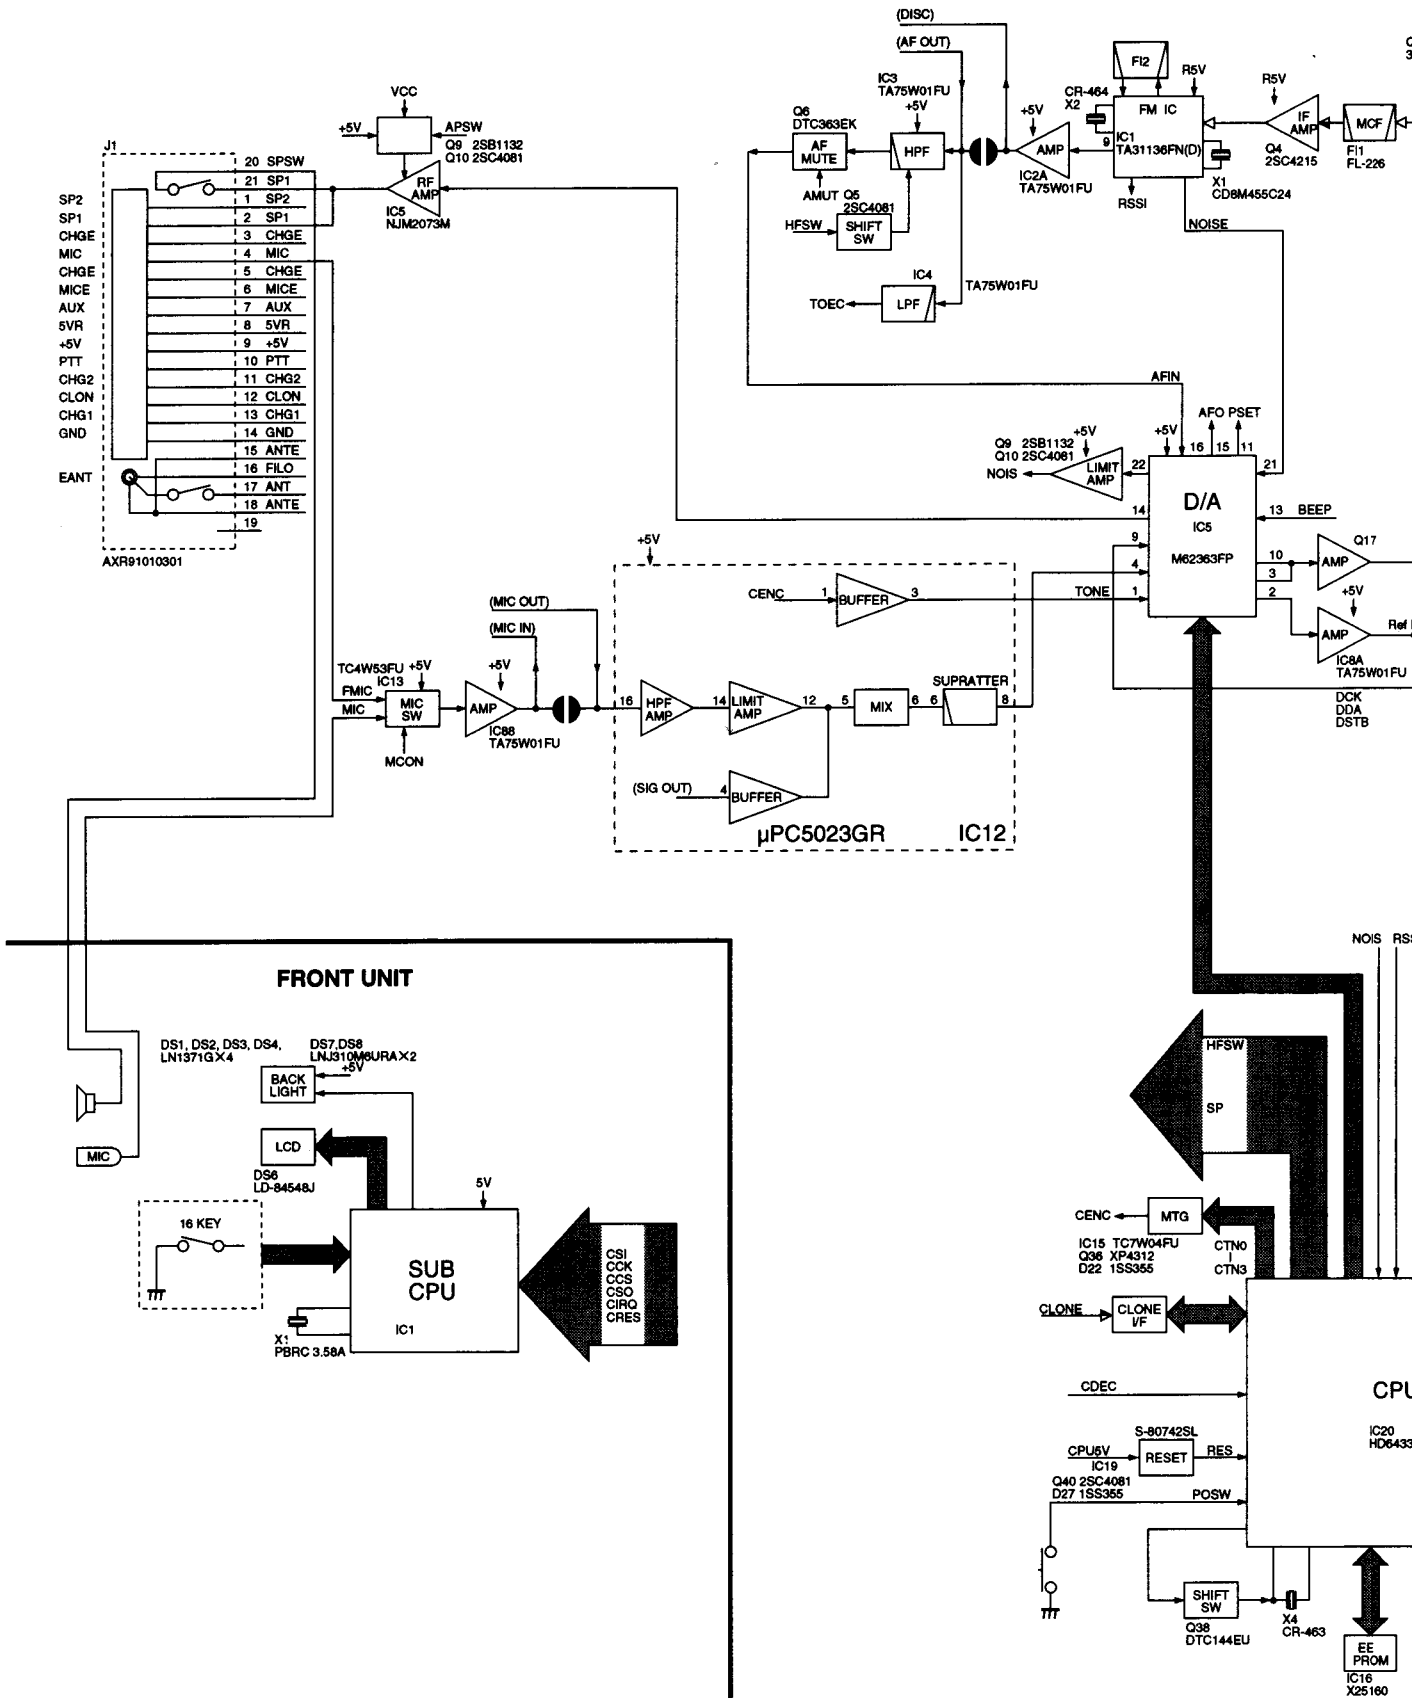 (DISC)
(AF OUT)
FI2
R5V
R5V
IC3
TA75W01FU
+5V
CR-464
X2
FM IC
IF
AMP
MCF
FI1
FL-226
Q4
2SC4215
Q6
DTC363EK
AF
MUTE
HPF
+5V
AMP
IC2A
TA75W01FU
IC1
9
TA31136FN(D)
X1
CD8M455C24
RSSI
NOISE
AMUT
Q5
2SC4081
HFSW
SHIFT
SW
IC4
TA75W01FU
TOEC
LPF
VCC
+5V
APSW
Q9 2SB1132
Q10 2SC4081
RF
AMP
IC5
NJM2073M
J1
20 SPSW
21 SP1
SP2
1 SP2
SP1
2 SP1
CHGE
3 CHGE
MIC
4 MIC
CHGE
5 CHGE
MICE
6 MICE
AUX
7 AUX
5VR
8 5VR
+5V
9 +5V
PTT
10 PTT
CHG2
11 CHG2
CLON
12 CLON
CHG1
13 CHG1
GND
14 GND
15 ANTE
EANT
16 FILO
17 ANT
18 ANTE
19
AXR91010301
AFIN
AFO PSET
+5V
16 15 11
Q9 2SB1132
Q10 2SC4081
+5V
NOIS
LIMIT
AMP
22
21
D/A
IC5
M62363FP
14
13 BEEP
9
4
10
3
AMP
Q17
TONE
1
2
+5V
AMP
Ref
IC8A
TA75W01FU
DCK
DDA
DSTB
+5V
CENC
1
BUFFER
3
(MIC OUT)
(MIC IN)
TC4W53FU
IC13
+5V
FMIC
MIC
MIC
SW
MCON
+5V
AMP
IC88
TA75W01FU
16
HPF
AMP
14
LIMIT
AMP
12
5
MIX
6
6
SUPRATTER
8
(SIG OUT)
4
BUFFER
µPC5023GR
IC12
FRONT UNIT
DS1, DS2, DS3, DS4,
LN1371G×4
DS7,DS8
LNJ310M6URA×2
+5V
BACK
LIGHT
LCD
DS6
LD-84548J
MIC
16 KEY
5V
SUB
CPU
IC1
X1
PBRC 3.58A
CSI
CCK
CCS
CSO
CIRQ
CRES
NOIS
HFSW
SP
CENC
MTG
IC15 TC7W04FU
Q36 XP4312
D22 1SS355
CTN0
CTN3
CLONE
CLONE
I/F
CDEC
CPU
IC20
HD6433
S-80742SL
CPU5V
IC19
RESET
RES
Q40 2SC4081
D27 1SS355
POSW
SHIFT
SW
Q38
DTC144EU
X4
CR-463
EE
PROM
IC16
X25160